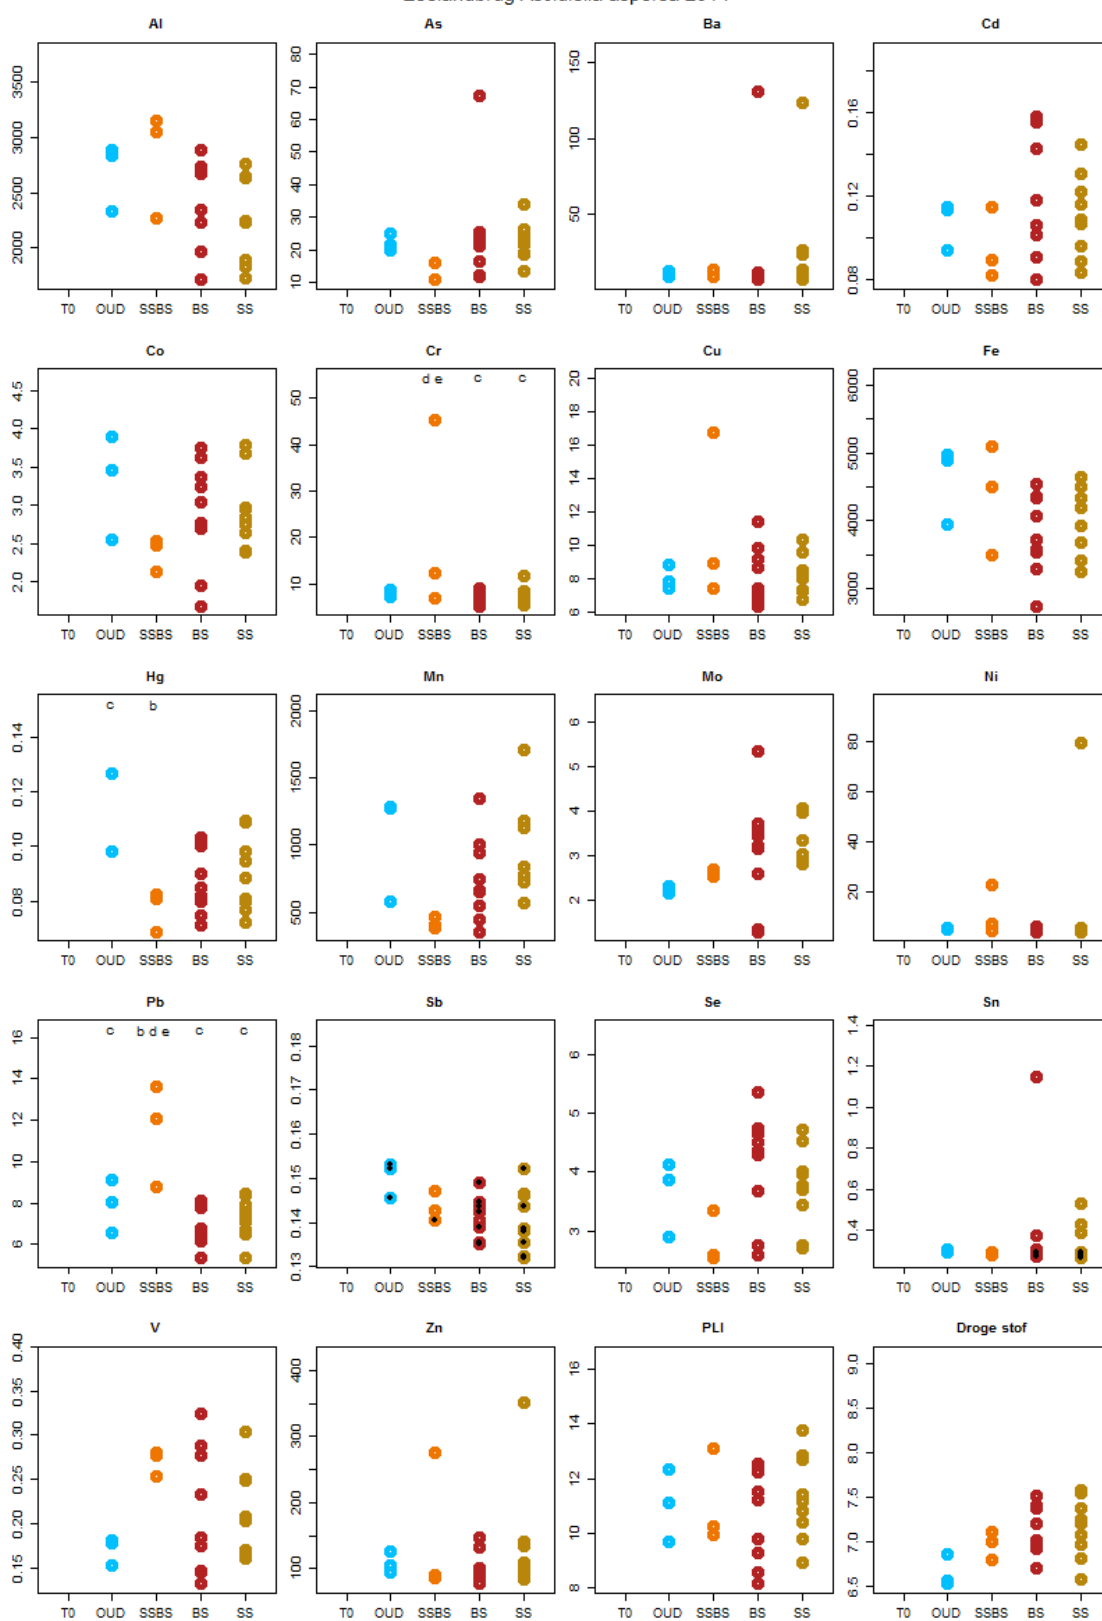 Zeelandbrug Ascidiella aspersa
Al
3500
3000
2500
2000
T0 OUD SSBS BS SS
As
80
70
60
50
40
30
20
10
T0 OUD SSBS BS SS
Ba
150
100
50
T0 OUD SSBS BS SS
Cd
0.16
0.12
0.08
T0 OUD SSBS BS SS
Co
4.5
4.0
3.5
3.0
2.5
2.0
T0 OUD SSBS BS SS
Cr
d e c c
50
40
30
20
10
T0 OUD SSBS BS SS
Cu
20
18
16
14
12
10
8
6
T0 OUD SSBS BS SS
Fe
6000
5000
4000
3000
T0 OUD SSBS BS SS
Hg
c b
0.14
0.12
0.10
0.08
T0 OUD SSBS BS SS
Mn
2000
1500
1000
500
T0 OUD SSBS BS SS
Mo
6
5
4
3
2
T0 OUD SSBS BS SS
Ni
80
60
40
20
T0 OUD SSBS BS SS
Pb
c b d e c c
16
14
12
10
8
6
T0 OUD SSBS BS SS
Sb
0.18
0.17
0.16
0.15
0.14
0.13
T0 OUD SSBS BS SS
Se
6
5
4
3
T0 OUD SSBS BS SS
Sn
1.4
1.2
1.0
0.8
0.6
0.4
T0 OUD SSBS BS SS
V
0.40
0.35
0.30
0.25
0.20
0.15
T0 OUD SSBS BS SS
Zn
400
300
200
100
T0 OUD SSBS BS SS
PLI
16
14
12
10
8
T0 OUD SSBS BS SS
Droge stof
9.0
8.5
8.0
7.5
7.0
6.5
T0 OUD SSBS BS SS